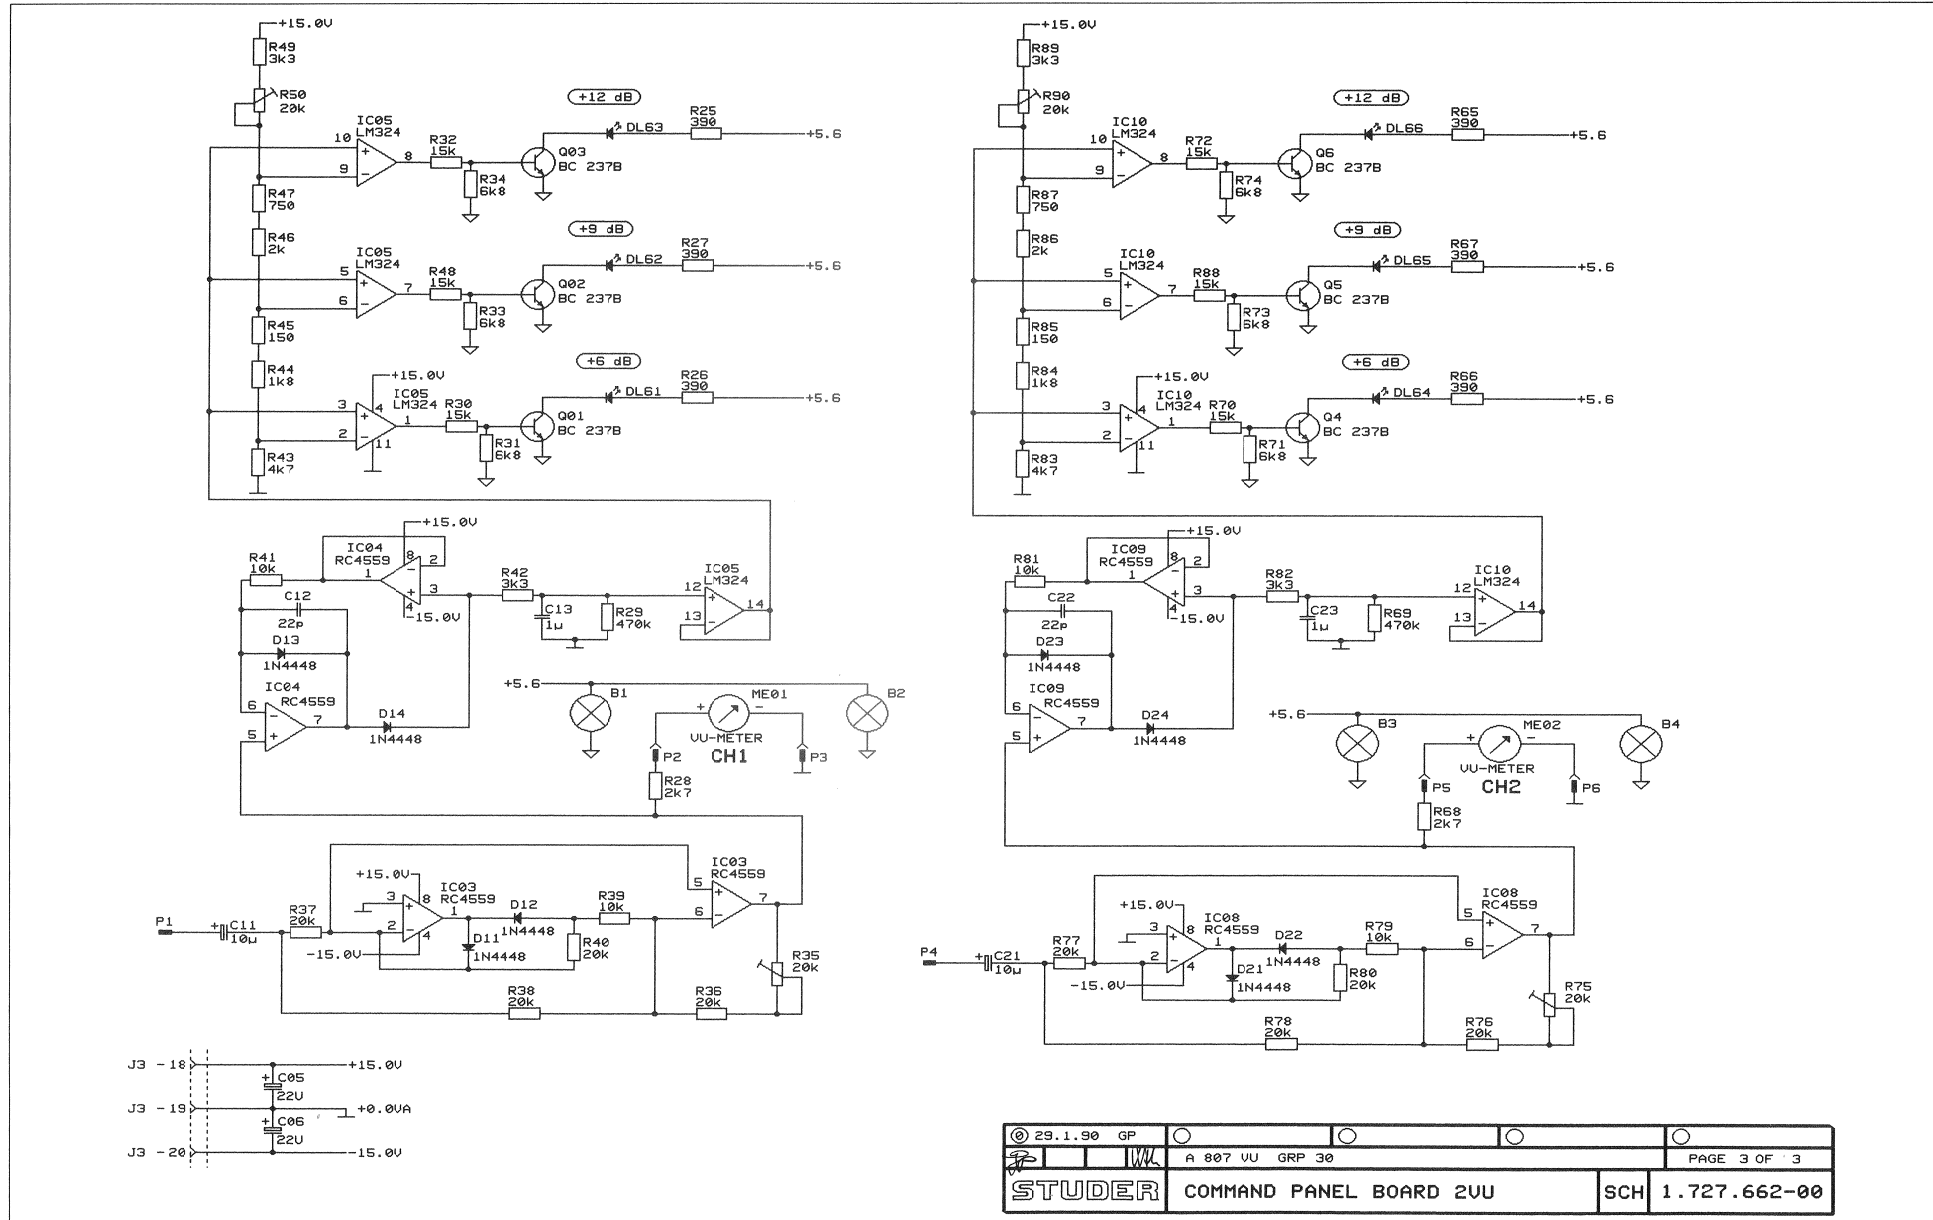 +15.0V
R49
3k3
R50
20k
+12 dB
R25
390
IC05
LM324
10
9
8
R32
15k
DL63
+5.6
Q03
BC 237B
R34
6k8
R47
750
R46
2k
+9 dB
R27
390
IC05
LM324
5
6
7
R48
15k
DL62
+5.6
Q02
BC 237B
R33
6k8
R45
150
R44
1k8
+6 dB
R26
390
+15.0V
IC05
LM324
3
4
2
11
1
R30
15k
DL61
+5.6
Q01
BC 237B
R31
6k8
R43
4k7
+15.0V
IC04
RC4559
8
2
1
3
4
-15.0V
R41
10k
C12
22p
D13
1N4448
R42
3k3
C13
1µ
R29
470k
IC05
LM324
12
13
14
IC04
RC4559
6
5
7
D14
1N4448
+5.6
B1
ME01
+
-
VU-METER
CH1
B2
P2
P3
R28
2k7
P1
+
C11
10µ
R37
20k
+15.0V
IC03
RC4559
3
8
2
4
1
-15.0V
D12
1N4448
D11
1N4448
R39
10k
R40
20k
IC03
RC4559
5
6
7
R35
20k
R38
20k
R36
20k
J3 -18
+15.0V
+
C05
22U
J3 -19
+0.0VA
+
C06
22U
J3 -20
-15.0V
+15.0V
R89
3k3
R90
20k
+12 dB
R65
390
IC10
LM324
10
9
8
R72
15k
DL66
+5.6
Q6
BC 237B
R74
6k8
R87
750
R86
2k
+9 dB
R67
390
IC10
LM324
5
6
7
R88
15k
DL65
+5.6
Q5
BC 237B
R73
6k8
R85
150
R84
1k8
+6 dB
R66
390
+15.0V
IC10
LM324
3
4
2
11
1
R70
15k
DL64
+5.6
Q4
BC 237B
R71
6k8
R83
4k7
+15.0V
IC09
RC4559
8
2
1
3
4
-15.0V
R81
10k
C22
22p
D23
1N4448
R82
3k3
C23
1µ
R69
470k
IC10
LM324
12
13
14
IC09
RC4559
6
5
7
D24
1N4448
+5.6
B3
ME02
+
-
VU-METER
CH2
B4
P5
P6
R68
2k7
P4
+
C21
10µ
R77
20k
+15.0V
IC08
RC4559
3
8
2
4
1
-15.0V
D22
1N4448
D21
1N4448
R79
10k
R80
20k
IC08
RC4559
5
6
7
R75
20k
R78
20k
R76
20k
0 29.1.90 GP
A 807 VU GRP 30
PAGE 3 OF 3
STUDER
COMMAND PANEL BOARD 2VU
SCH
1.727.662-00